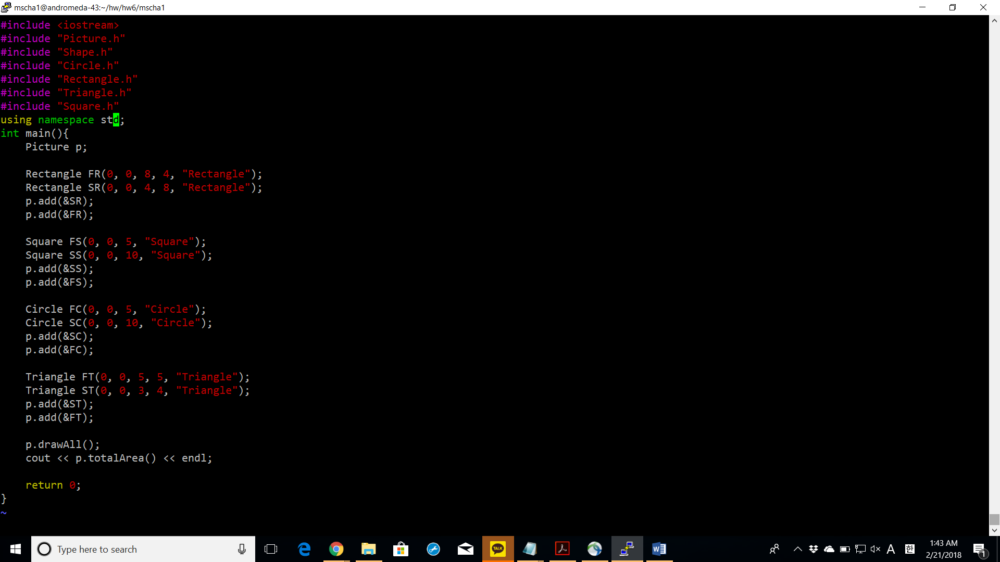 mscha1@andromeda-43:~/hw/hw6/mscha1
#include <iostream>
#include "Picture.h"
#include "Shape.h"
#include "Circle.h"
#include "Rectangle.h"
#include "Triangle.h"
#include "Square.h"
using namespace std;
int main(){
    Picture p;

    Rectangle FR(0, 0, 8, 4, "Rectangle");
    Rectangle SR(0, 0, 4, 8, "Rectangle");
    p.add(&SR);
    p.add(&FR);

    Square FS(0, 0, 5, "Square");
    Square SS(0, 0, 10, "Square");
    p.add(&SS);
    p.add(&FS);

    Circle FC(0, 0, 5, "Circle");
    Circle SC(0, 0, 10, "Circle");
    p.add(&SC);
    p.add(&FC);

    Triangle FT(0, 0, 5, 5, "Triangle");
    Triangle ST(0, 0, 3, 4, "Triangle");
    p.add(&ST);
    p.add(&FT);

    p.drawAll();
    cout << p.totalArea() << endl;

    return 0;
}
~
Type here to search
TALK
A
한
1:43 AM
2/21/2018
1